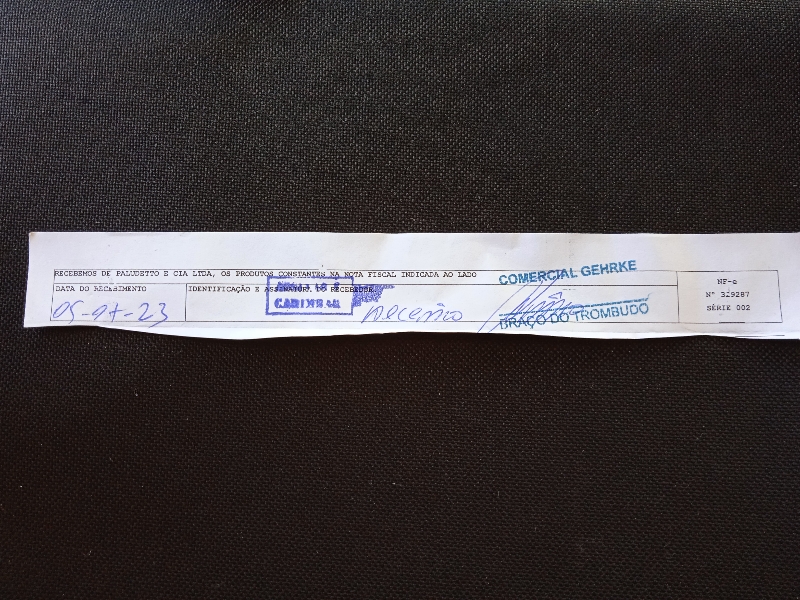 RECEBEMOS DE PALUDETTO E CIA LTDA, OS PRODUTOS CONSTANTES NA NOTA FISCAL INDICADA AO LADO
COMERCIAL GEHRKE
NF-e
DATA DO RECEBIMENTO
IDENTIFICAÇÃO E ASSINATURA DO RECEBEDOR
Nº 329287
05-07-23
BRAÇO DO TROMBUDO
SÉRIE 002